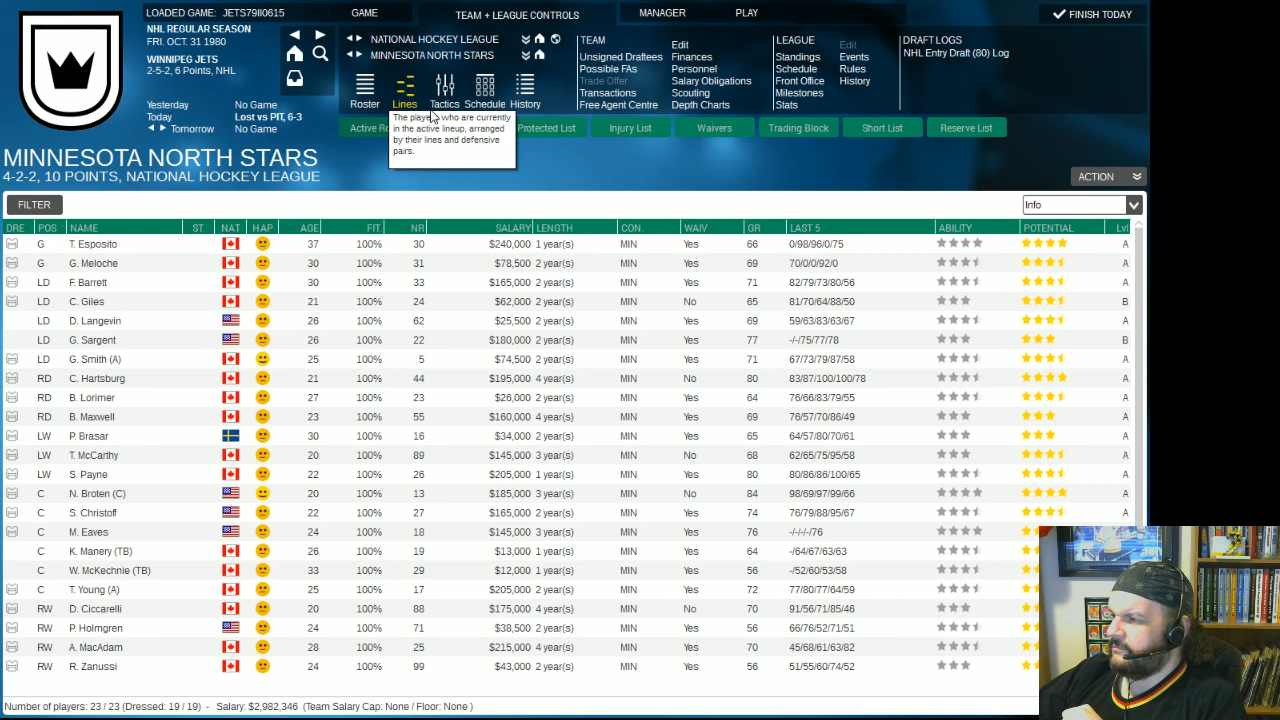 LOADED GAME: JETS79II0615
GAME
TEAM + LEAGUE CONTROLS
MANAGER
PLAY
FINISH TODAY
NHL REGULAR SEASON
FRI. OCT. 31 1980
WINNIPEG JETS
2-5-2, 6 Points, NHL
Yesterday No Game
Today Lost vs PIT, 6-3
Tomorrow No Game
NATIONAL HOCKEY LEAGUE
MINNESOTA NORTH STARS
Roster Lines Tactics Schedule History
TEAM
Unsigned Draftees
Possible FAs
Trade Offer
Transactions
Free Agent Centre
Edit
Finances
Personnel
Salary Obligations
Scouting
Depth Charts
LEAGUE
Standings
Schedule
Front Office
Milestones
Stats
Edit
Events
Rules
History
DRAFT LOGS
NHL Entry Draft (80) Log
Active Ro
Protected List
Injury List
Waivers
Trading Block
Short List
Reserve List
The playe who are currently
in the active lineup, arranged
by their lines and defensive
pairs.
MINNESOTA NORTH STARS
4-2-2, 10 POINTS, NATIONAL HOCKEY LEAGUE
ACTION
FILTER
Info
DRE POS NAME ST. NAT HAP AGE FIT. NR SALARY LENGTH CON. WAIV GR LAST 5 ABILITY POTENTIAL Lvl
G T. Esposito 37 100% 30 $240,000 1 year(s) MIN Yes 66 0/98/96/0/75 A
G G. Meloche 30 100% 31 $78,500 2 year(s) MIN Yes 69 70/0/0/92/0 A
LD F. Barrett 30 100% 33 $165,000 2 year(s) MIN Yes 71 82/79/73/80/56 A
LD C. Giles 21 100% 24 $62,000 2 year(s) MIN No 65 81/70/64/88/50 B
LD D. Langevin 26 100% 62 $25,500 2 year(s) MIN Yes 69 59/63/83/63/67 A
LD G. Sargent 26 100% 22 $180,000 2 year(s) MIN Yes 77 -/-/75/77/78 B
LD G. Smith (A) 25 100% 5 $74,500 2 year(s) MIN Yes 71 67/73/79/87/58 A
RD C. Hartsburg 21 100% 44 $195,000 4 year(s) MIN No 80 83/87/100/100/78 A
RD B. Lorimer 27 100% 23 $26,000 2 year(s) MIN Yes 64 76/66/83/79/55 A
RD B. Maxwell 23 100% 55 $160,000 4 year(s) MIN Yes 69 76/57/70/86/49 A
LW P. Brasar 30 100% 16 $34,000 2 year(s) MIN Yes 65 64/57/80/70/61 A
LW T. McCarthy 20 100% 89 $145,000 3 year(s) MIN No 68 62/65/75/95/58 A
LW S. Payne 22 100% 26 $205,000 1 year(s) MIN Yes 80 80/86/86/100/65 A
C N. Broten (C) 20 100% 13 $185,000 3 year(s) MIN No 84 98/69/97/99/66 A
C S. Christoff 22 100% 27 $165,000 2 year(s) MIN Yes 74 76/79/88/95/67 A
C M. Eaves 24 100% 18 $145,000 3 year(s) MIN Yes 76 -/-/-/-/76
C K. Manery (TB) 26 100% 19 $13,000 1 year(s) MIN Yes 64 -/64/67/63/63
C W. McKechnie (TB) 33 100% 29 $12,000 1 year(s) MIN Yes 56 -/52/60/53/58
C T. Young (A) 25 100% 17 $205,000 2 year(s) MIN Yes 72 77/80/77/64/59
RW D. Ciccarelli 20 100% 88 $175,000 4 year(s) MIN No 70 91/56/71/85/46
RW P. Holmgren 24 100% 71 $38,500 2 year(s) MIN Yes 56 66/76/52/71/51
RW A. MacAdam 28 100% 25 $215,000 4 year(s) MIN Yes 70 45/68/61/63/82
RW R. Zanussi 24 100% 99 $43,000 2 year(s) MIN Yes 56 51/55/60/74/52
Number of players: 23 / 23 (Dressed: 19 / 19) - Salary: $2,982,346 (Team Salary Cap: None / Floor: None )